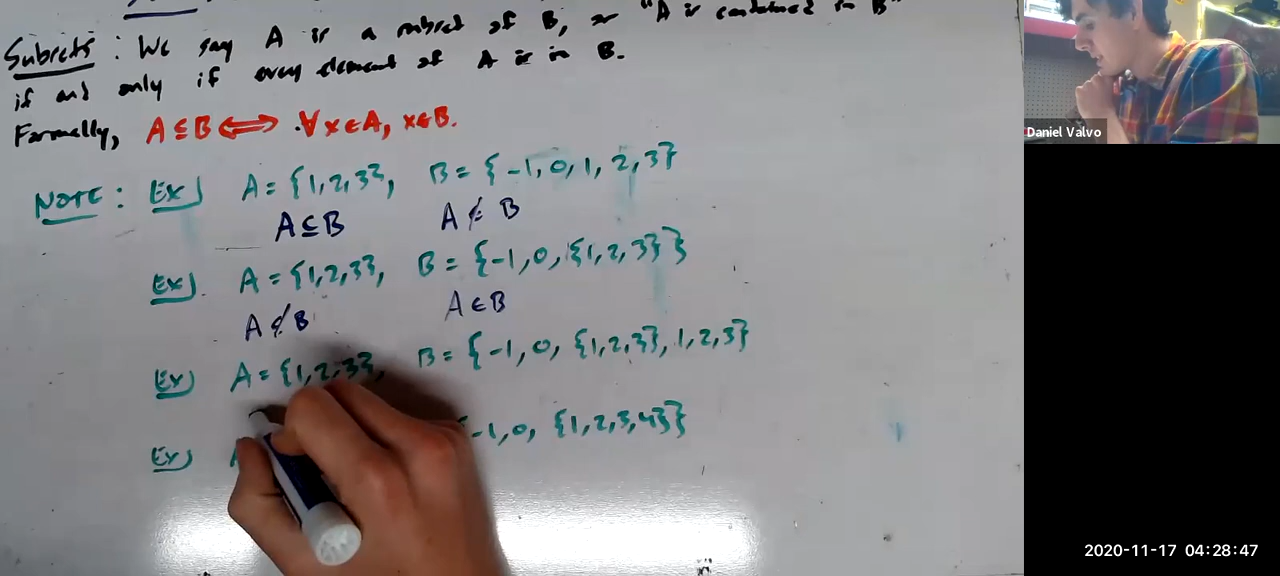 Subsets: We say A is a subset of B, or "A is contained in B"
if and only if every element of A is in B.
Formally, A ⊆ B ⟺ ∀ x ∈ A, x ∈ B.
NOTE: Ex) A = {1,2,3}, B = {-1, 0, 1, 2, 3}
A ⊆ B A ∉ B
Ex) A = {1,2,3}, B = {-1, 0, {1, 2, 3}}
A ⊈ B A ∈ B
Ex) A = {1,2,3}, B = {-1, 0, {1,2,3}, 1, 2, 3}
Ex) -1, 0, {1,2,3,4}}
Daniel Valvo
2020-11-17 04:28:47